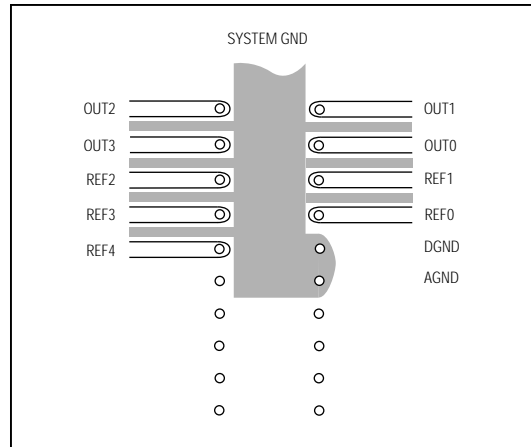 SYSTEM GND
OUT2
OUT1
OUT3
OUT0
REF2
REF1
REF3
REF0
REF4
DGND
AGND